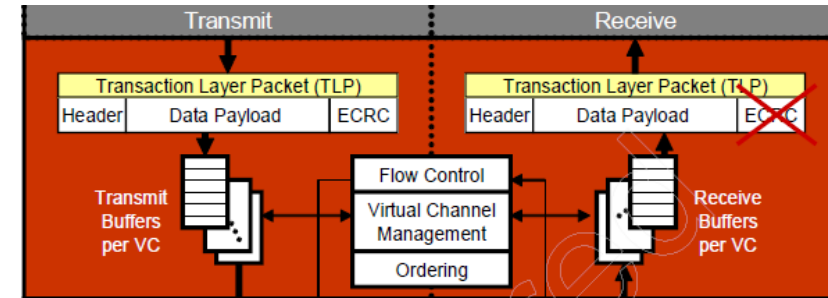 Transmit
Receive
Transaction Layer Packet (TLP)
Header Data Payload ECRC
Transaction Layer Packet (TLP)
Header Data Payload ECRC
Transmit
Buffers
per VC
Flow Control
Virtual Channel
Management
Ordering
Receive
Buffers
per VC